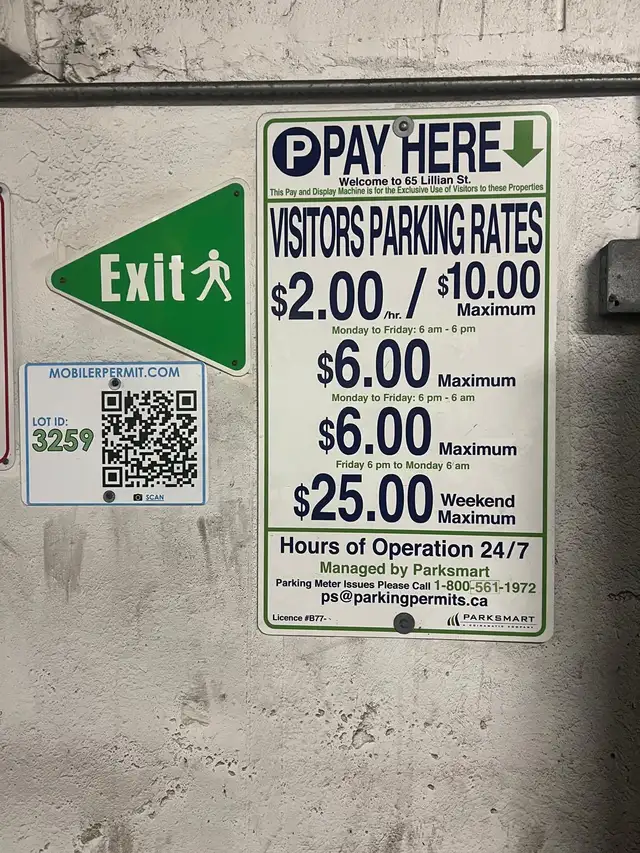 P PAY HERE
Welcome to 65 Lillian St.
This Pay and Display Machine is for the Exclusive Use of Visitors to these Properties
VISITORS PARKING RATES
$2.00/hr. / $10.00 Maximum
Monday to Friday: 6 am - 6 pm
$6.00 Maximum
Monday to Friday: 6 pm - 6 am
$6.00 Maximum
Friday 6 pm to Monday 6 am
$25.00 Weekend Maximum
Hours of Operation 24/7
Managed by Parksmart
Parking Meter Issues Please Call 1-800-561-1972
ps@parkingpermits.ca
Licence #B77-
PARKSMART
Exit
MOBILERPERMIT.COM
LOT ID:
3259
SCAN